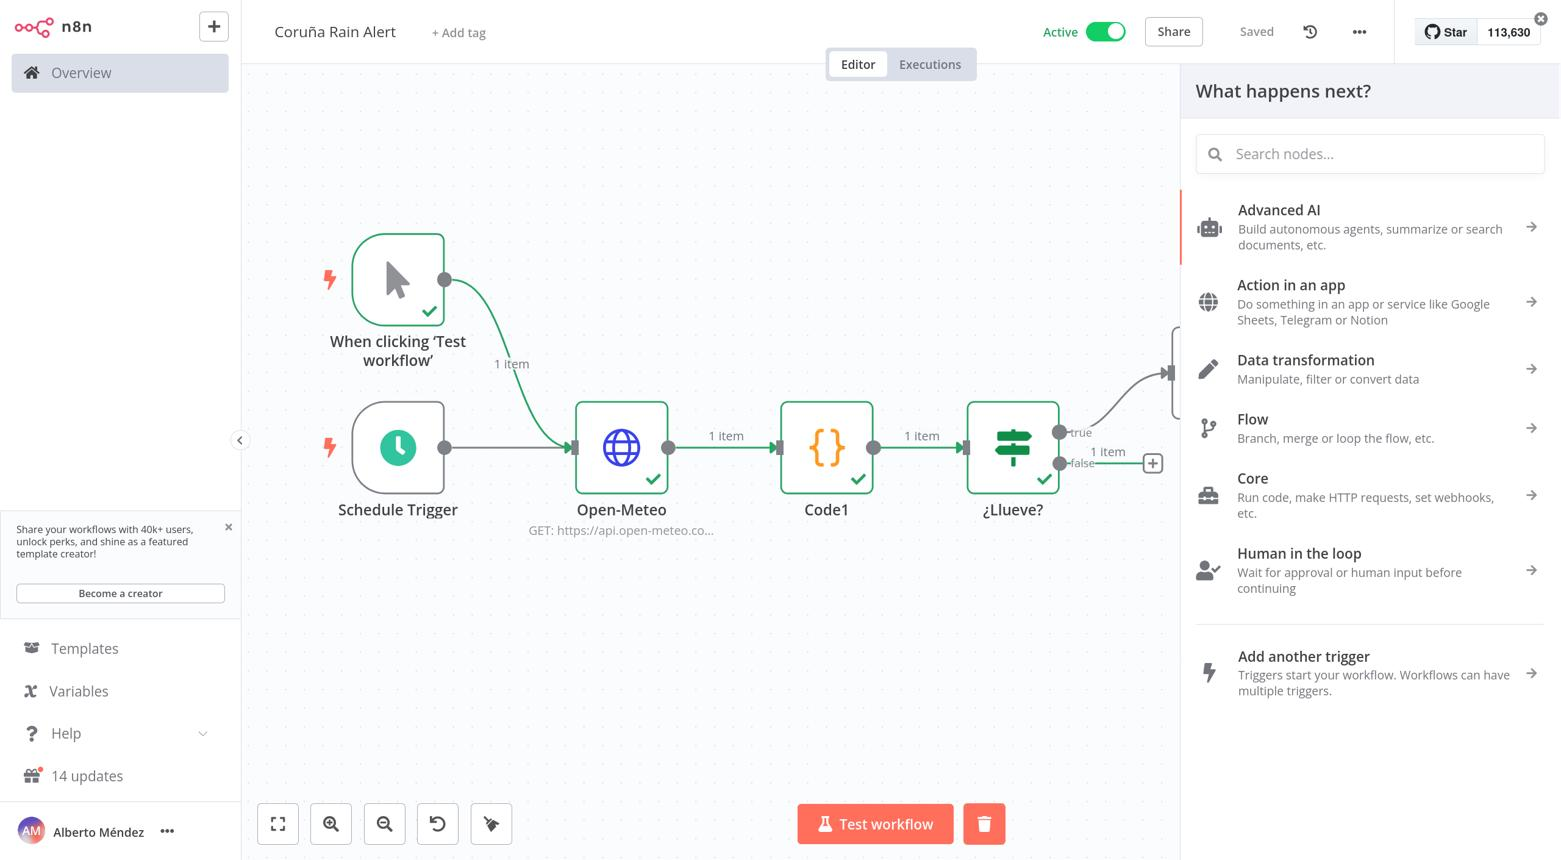 n8n
Overview
Share your workflows with 40k+ users,
unlock perks, and shine as a featured
template creator!
Become a creator
Templates
Variables
Help
14 updates
AM
Alberto Méndez
Coruña Rain Alert
+ Add tag
Active
Share
Saved
Star
113,630
Editor
Executions
When clicking ‘Test
workflow’
1 item
Schedule Trigger
Open-Meteo
GET: https://api.open-meteo.co...
1 item
Code1
1 item
¿Llueve?
true
false
1 item
Test workflow
What happens next?
Search nodes...
Advanced AI
Build autonomous agents, summarize or search
documents, etc.
Action in an app
Do something in an app or service like Google
Sheets, Telegram or Notion
Data transformation
Manipulate, filter or convert data
Flow
Branch, merge or loop the flow, etc.
Core
Run code, make HTTP requests, set webhooks,
etc.
Human in the loop
Wait for approval or human input before
continuing
Add another trigger
Triggers start your workflow. Workflows can have
multiple triggers.